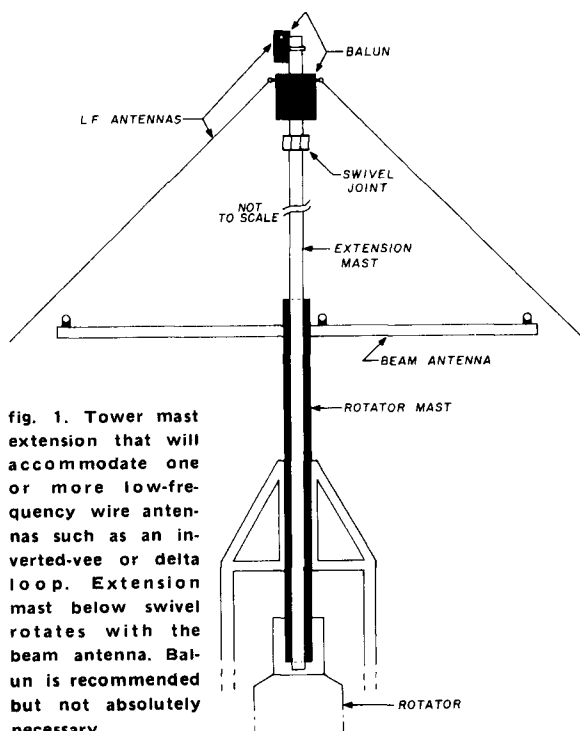 BALUN
LF ANTENNAS
SWIVEL
JOINT
NOT
TO SCALE
EXTENSION
MAST
BEAM ANTENNA
ROTATOR MAST
fig. 1. Tower mast
extension that will
accommodate one
or more low-fre-
quency wire anten-
nas such as an in-
verted-vee or delta
loop. Extension
mast below swivel
rotates with the
beam antenna. Bal-
un is recommended
but not absolutely
necessary
ROTATOR